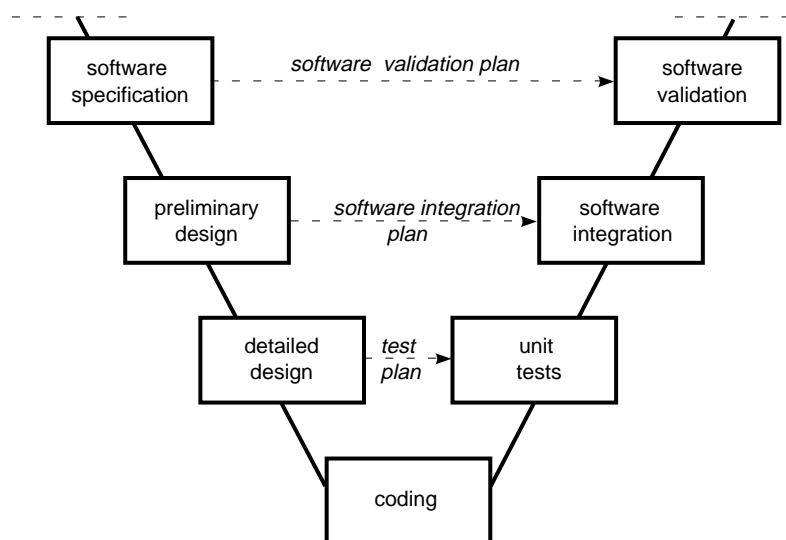 software
specification
software validation plan
software
validation
preliminary
design
software integration
plan
software
integration
detailed
design
test
plan
unit
tests
coding